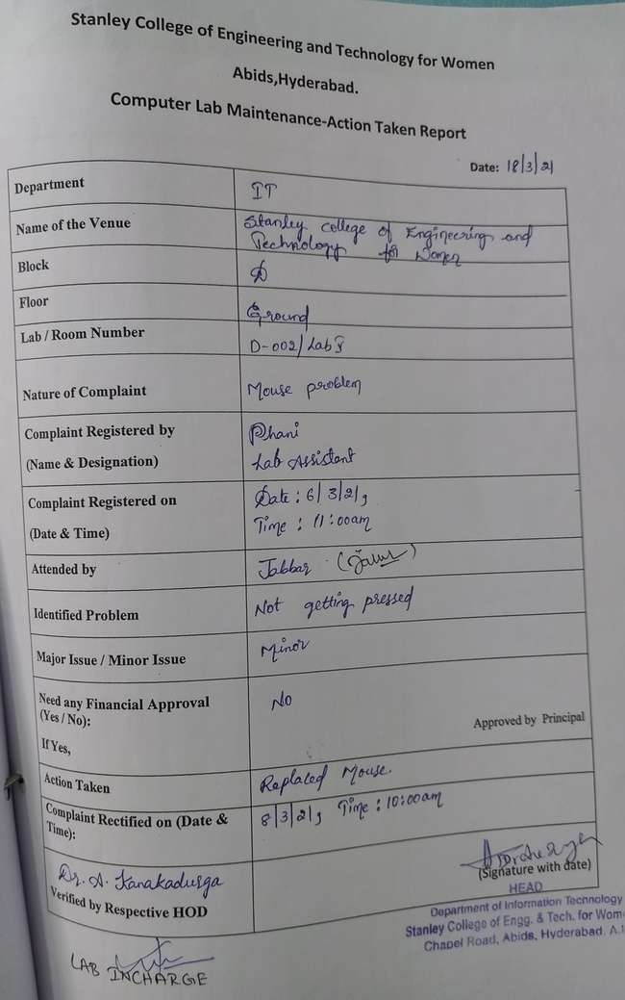 Stanley College of Engineering and Technology for Women
Abids,Hyderabad.
Computer Lab Maintenance-Action Taken Report
Date: 18/3/21
Department IT
Name of the Venue Stanley college of Engineering and
Technology for Women
Block D
Floor Ground
Lab / Room Number D-002/Lab
Nature of Complaint Mouse problem
Complaint Registered by Phani
(Name & Designation) Lab Assistant
Complaint Registered on Date : 6/3/21,
(Date & Time) Time : 11:00am
Attended by Jabbar
Identified Problem Not getting pressed
Major Issue / Minor Issue Minor
Need any Financial Approval No
(Yes / No):
Approved by Principal
If Yes,
Action Taken Replaced Mouse.
Complaint Rectified on (Date & 8/3/21, Time : 10:00am
Time):
Dr. A. Kanakadurga
Verified by Respective HOD
(Signature with date)
HEAD
Department of Information Technology
Stanley College of Engg. & Tech. for Wom
Chapel Road, Abids, Hyderabad. A.
LAB INCHARGE